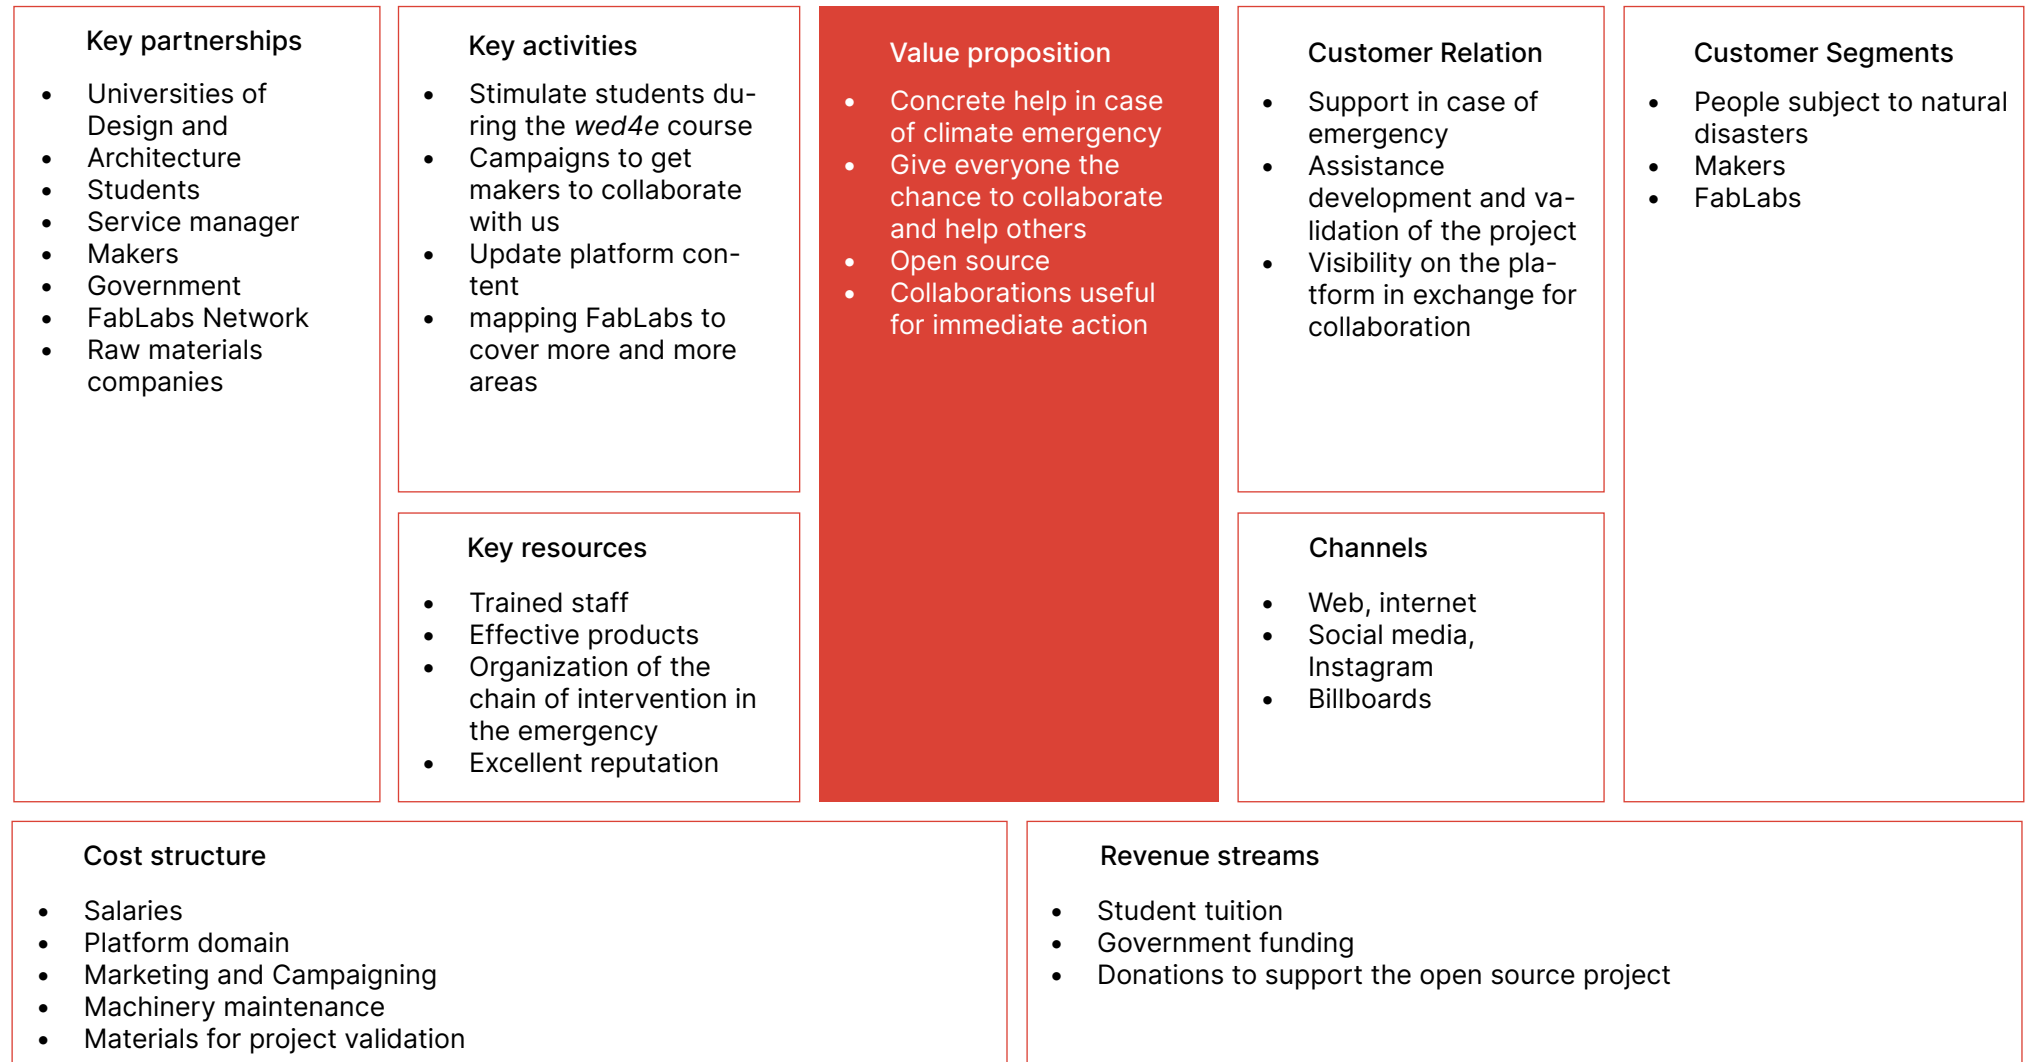 Key partnerships
• Universities of
Design and
• Architecture
• Students
• Service manager
• Makers
• Government
• FabLabs Network
• Raw materials
companies
Key activities
• Stimulate students du-
ring the wed4e course
• Campaigns to get
makers to collaborate
with us
• Update platform con-
tent
• mapping FabLabs to
cover more and more
areas
Key resources
• Trained staff
• Effective products
• Organization of the
chain of intervention in
the emergency
• Excellent reputation
Value proposition
• Concrete help in case
of climate emergency
• Give everyone the
chance to collaborate
and help others
• Open source
• Collaborations useful
for immediate action
Customer Relation
• Support in case of
emergency
• Assistance
development and va-
lidation of the project
• Visibility on the pla-
tform in exchange for
collaboration
Channels
• Web, internet
• Social media,
Instagram
• Billboards
Customer Segments
• People subject to natural
disasters
• Makers
• FabLabs
Cost structure
• Salaries
• Platform domain
• Marketing and Campaigning
• Machinery maintenance
• Materials for project validation
Revenue streams
• Student tuition
• Government funding
• Donations to support the open source project